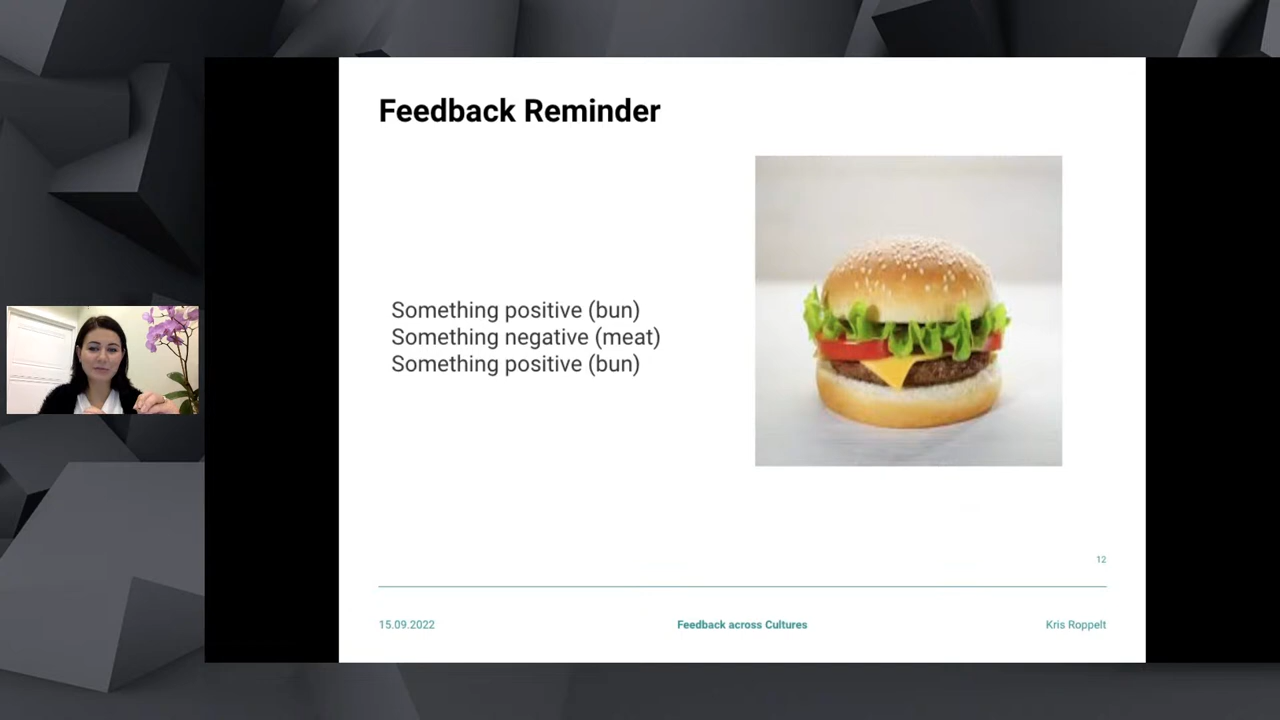 Feedback Reminder
Something positive (bun)
Something negative (meat)
Something positive (bun)
12
15.09.2022
Feedback across Cultures
Kris Roppelt